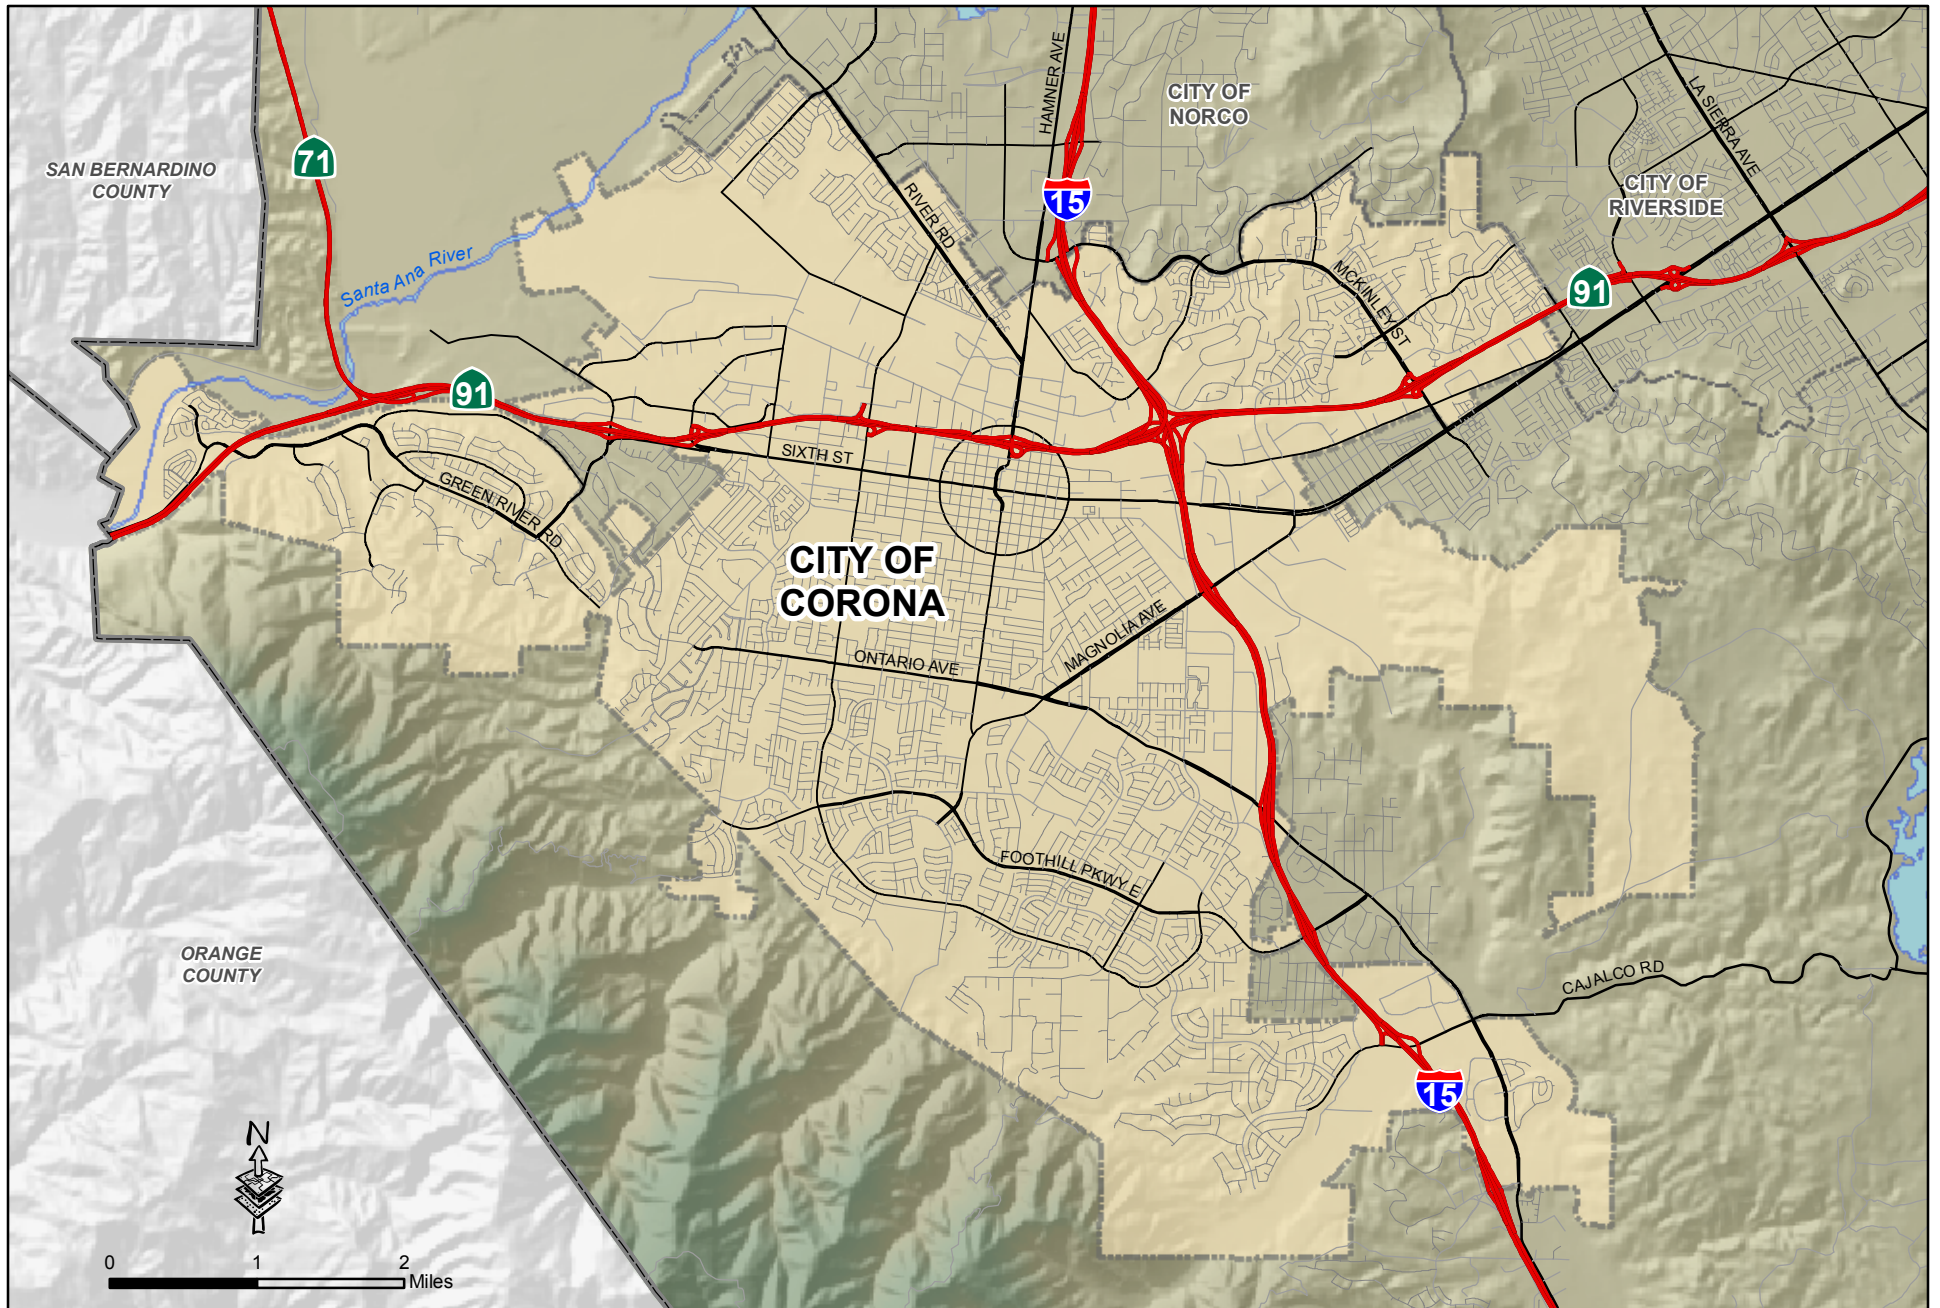 HAMNER AVE
CITY OF
NORCO
LA SIERRA AVE
71
SAN BERNARDINO
COUNTY
15
CITY OF
RIVERSIDE
RIVER RD
Santa Ana River
MCKINLEY ST
91
91
SIXTH ST
GREEN RIVER RD
CITY OF
CORONA
MAGNOLIA AVE
ONTARIO AVE
FOOTHILL PKWY E
ORANGE
COUNTY
CAJALCO RD
15
N
0 1 2
Miles